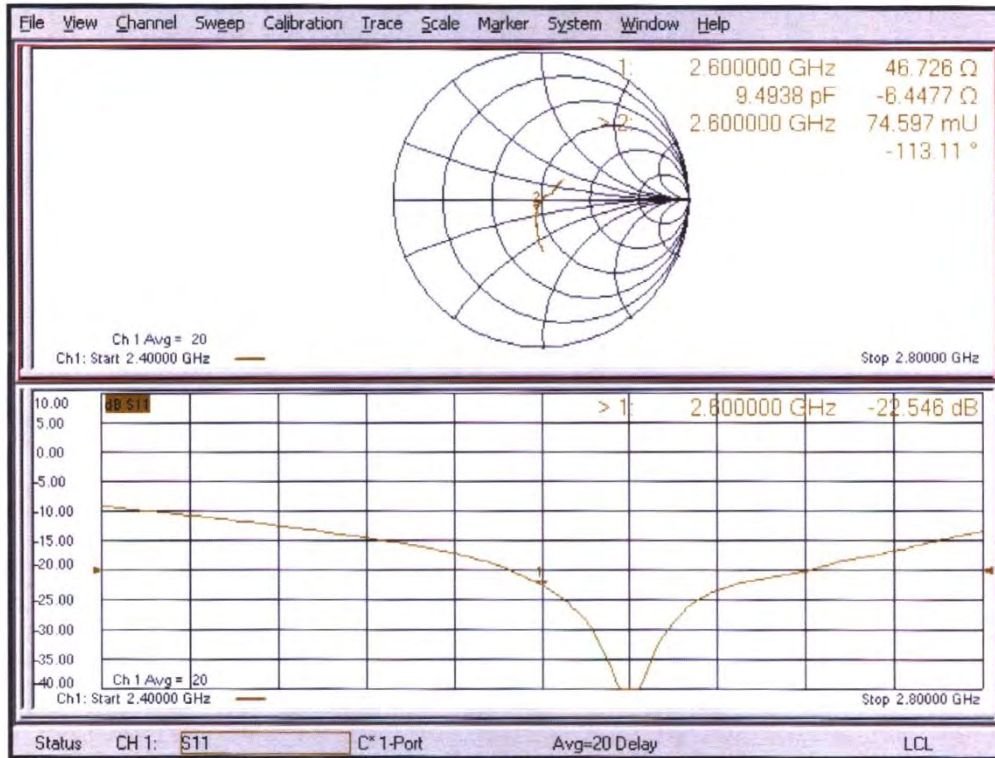 File View Channel Sweep Calibration Trace Scale Marker System Window Help
1: 2.600000 GHz 46.726 Ω
9.4938 pF -6.4477 Ω
> 2: 2.600000 GHz 74.597 mU
-113.11 °
2
Ch 1 Avg = 20
Ch1: Start 2.40000 GHz Stop 2.80000 GHz
10.00 dB S11 > 1: 2.600000 GHz -22.546 dB
5.00
0.00
-5.00
-10.00
-15.00
-20.00
1
-25.00
-30.00
-35.00
-40.00 Ch 1 Avg = 20
Ch1: Start 2.40000 GHz Stop 2.80000 GHz
Status CH 1: S11 C* 1-Port Avg=20 Delay LCL